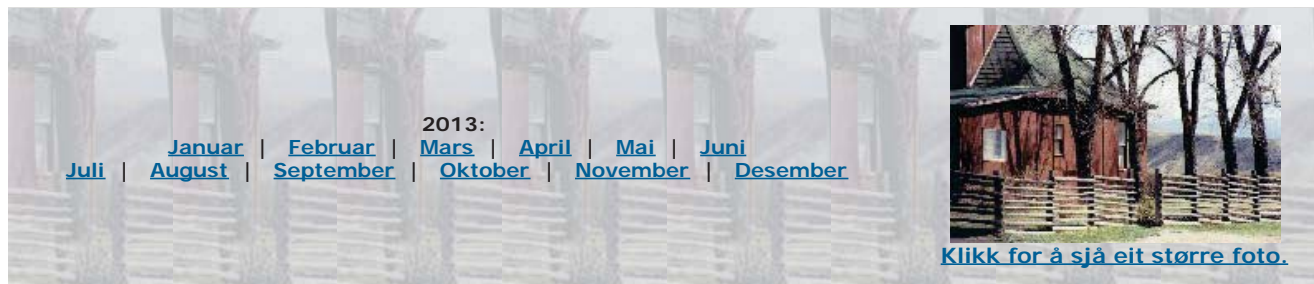 2013:
Januar | Februar | Mars | April | Mai | Juni
Juli | August | September | Oktober | November | Desember
Klikk for å sjå eit større foto.